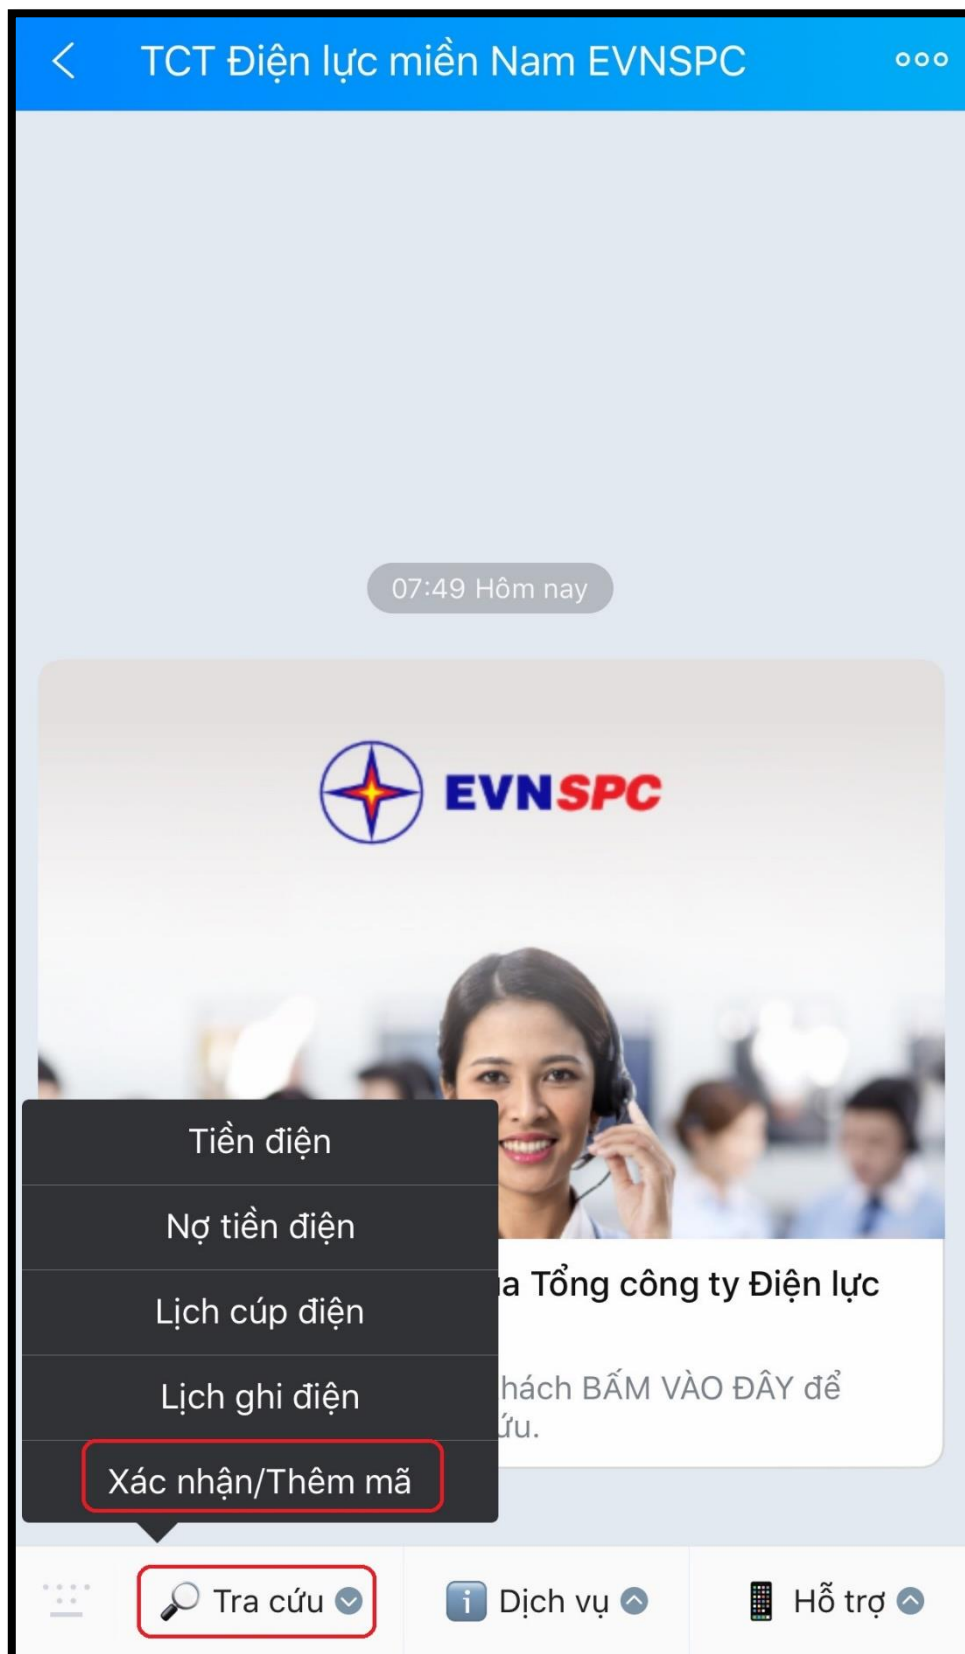 TCT Điện lực miền Nam EVNSPC
07:49 Hôm nay
EVNSPC
Tiền điện
Nợ tiền điện
Lịch cúp điện
Lịch ghi điện
Xác nhận/Thêm mã
Tổng công ty Điện lực
BẤM VÀO ĐÂY để
Tra cứu
Dịch vụ
Hỗ trợ